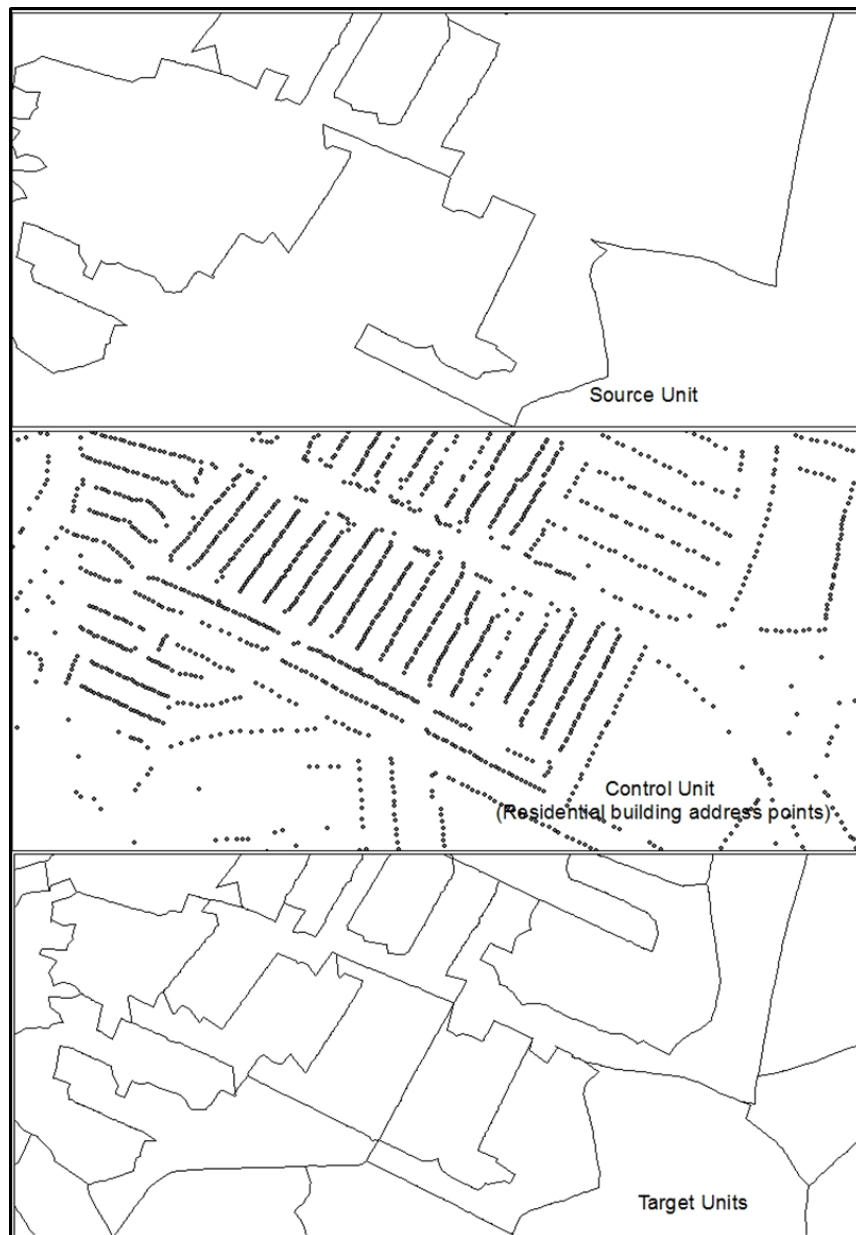 Source Unit
Control Unit
(Residential building address points)
Target Units